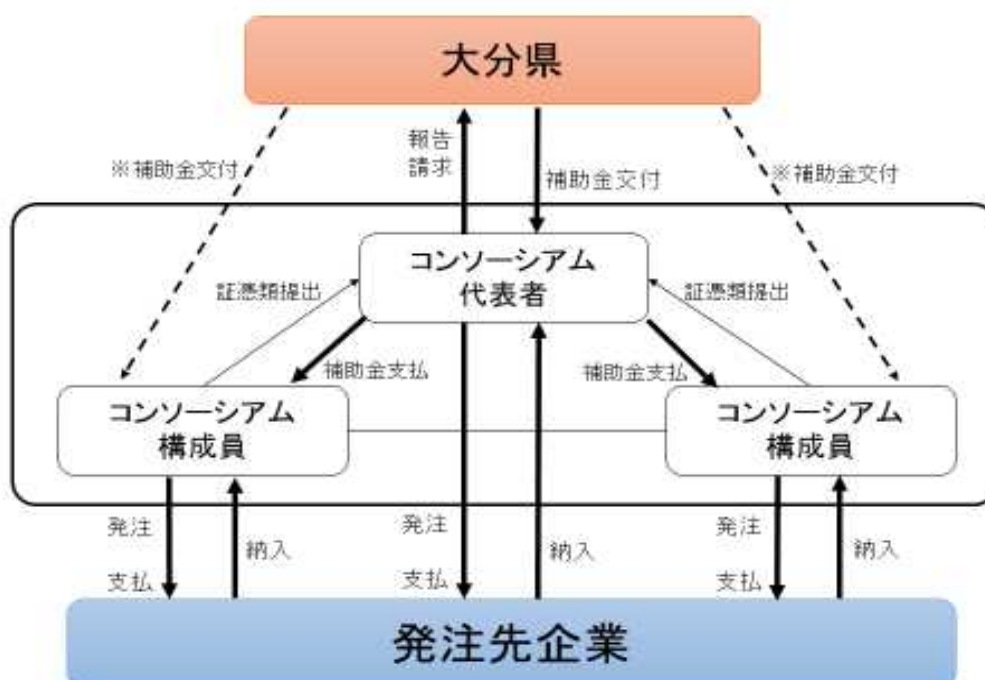 大分県
報告
請求
※補助金交付
補助金交付
※補助金交付
コンソーシアム
代表者
証憑類提出
証憑類提出
補助金支払
補助金支払
コンソーシアム
構成員
コンソーシアム
構成員
発注
支払
納入
発注
支払
納入
発注
支払
納入
発注先企業